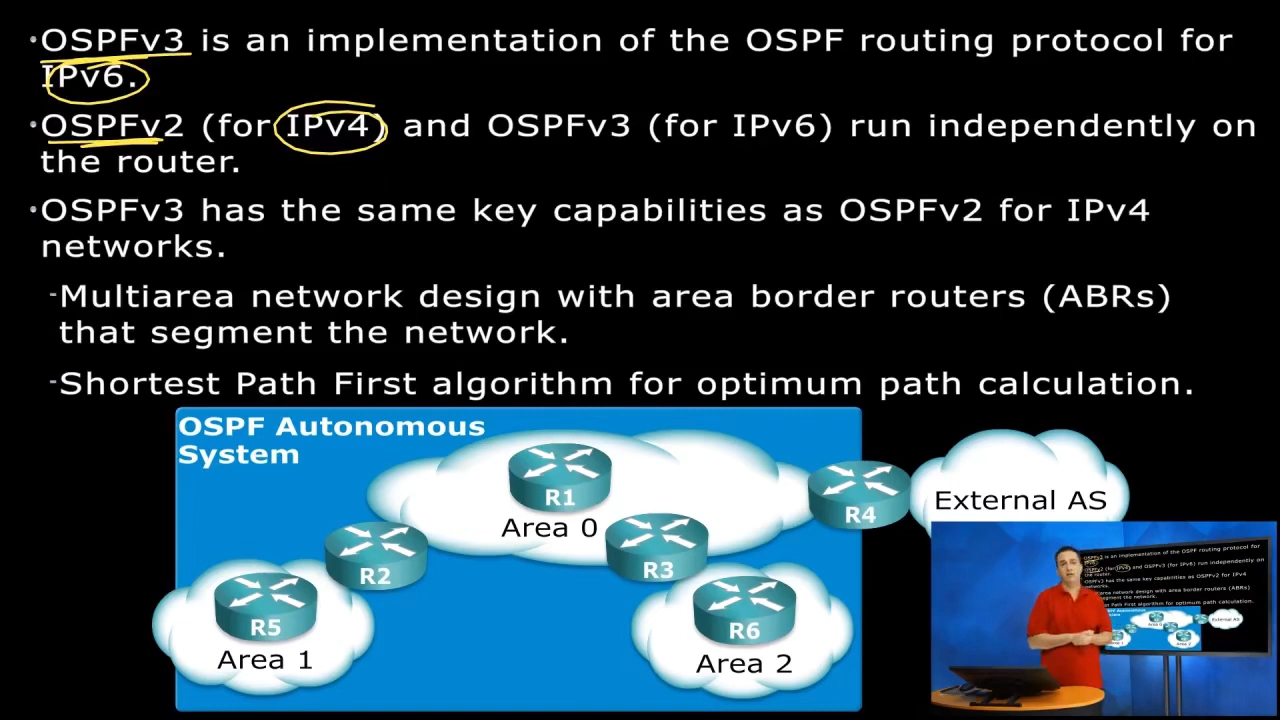 •OSPFv3 is an implementation of the OSPF routing protocol for
IPv6.
•OSPFv2 (for IPv4) and OSPFv3 (for IPv6) run independently on
the router.
•OSPFv3 has the same key capabilities as OSPFv2 for IPv4
networks.
-Multiarea network design with area border routers (ABRs)
that segment the network.
-Shortest Path First algorithm for optimum path calculation.
OSPF Autonomous
System
R1
Area 0
R4
External AS
R2
R3
R5
Area 1
R6
Area 2